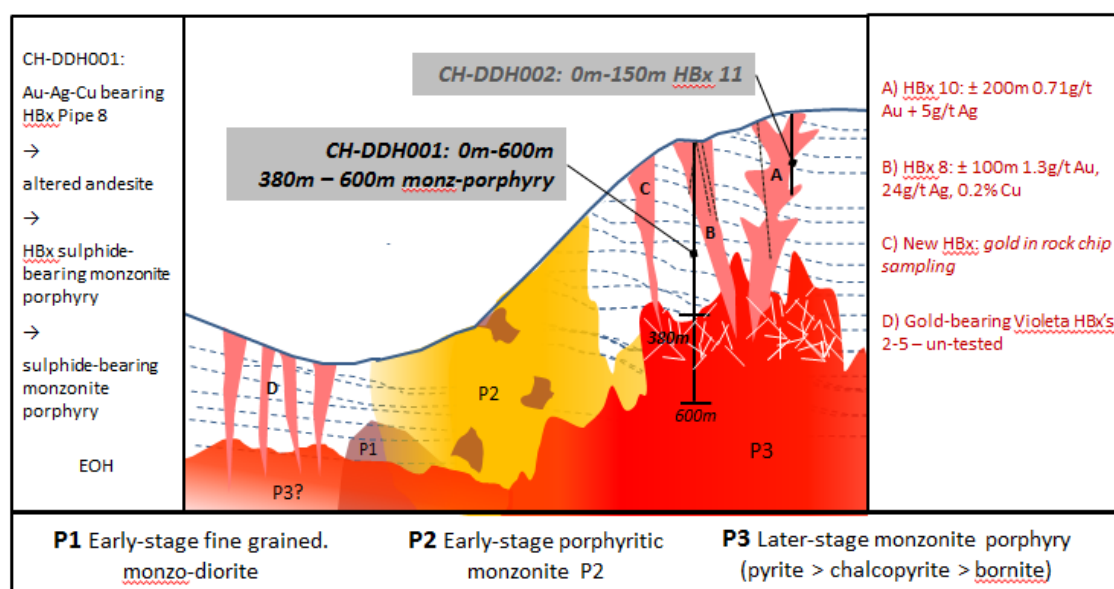 CH-DDH001:
Au-Ag-Cu bearing
HBx Pipe 8
→
altered andesite
→
HBx sulphide-
bearing monzonite
porphyry
→
sulphide-bearing
monzonite
porphyry
EOH
CH-DDH002: 0m-150m HBx 11
CH-DDH001: 0m-600m
380m – 600m monz-porphyry
C
A
B
380m
600m
D
P2
P1
P3
P3?
A) HBx 10: ± 200m 0.71g/t
Au + 5g/t Ag
B) HBx 8: ± 100m 1.3g/t Au,
24g/t Ag, 0.2% Cu
C) New HBx: gold in rock chip
sampling
D) Gold-bearing Violeta HBx's
2-5 – un-tested
P1 Early-stage fine grained.
monzo-diorite
P2 Early-stage porphyritic
monzonite P2
P3 Later-stage monzonite porphyry
(pyrite > chalcopyrite > bornite)